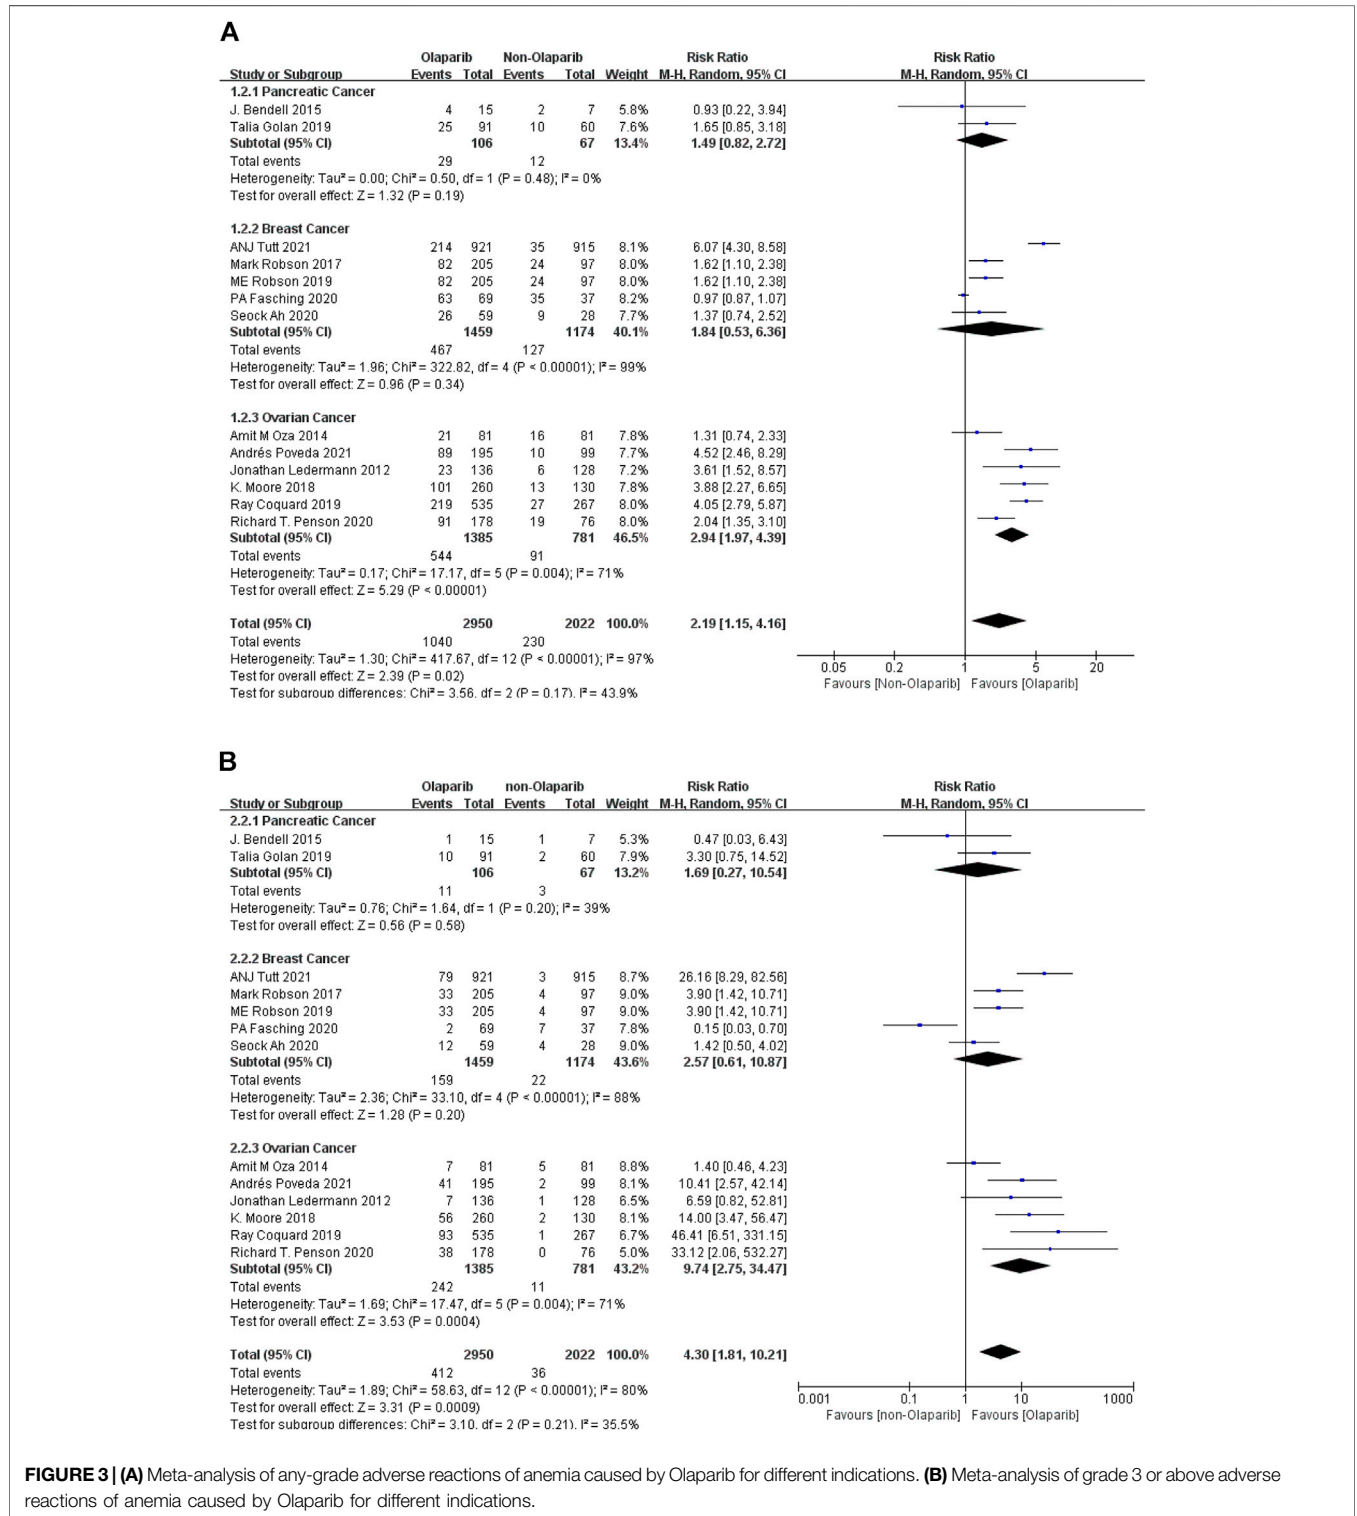 A
Olaparib Non-Olaparib Risk Ratio Risk Ratio
Study or Subgroup Events Total Events Total Weight M-H, Random, 95% CI M-H, Random, 95% CI
1.2.1 Pancreatic Cancer
J. Bendell 2015 4 15 2 7 5.8% 0.93 [0.22, 3.94]
Talia Golan 2019 25 91 10 60 7.6% 1.65 [0.85, 3.18]
Subtotal (95% CI) 106 67 13.4% 1.49 [0.82, 2.72]
Total events 29 12
Heterogeneity: Tau² = 0.00; Chi² = 0.50, df = 1 (P = 0.48); I² = 0%
Test for overall effect: Z = 1.32 (P = 0.19)
1.2.2 Breast Cancer
ANJ Tutt 2021 214 921 35 915 8.1% 6.07 [4.30, 8.58]
Mark Robson 2017 82 205 24 97 8.0% 1.62 [1.10, 2.38]
ME Robson 2019 82 205 24 97 8.0% 1.62 [1.10, 2.38]
PA Fasching 2020 63 69 35 37 8.2% 0.97 [0.87, 1.07]
Seock Ah 2020 26 59 9 28 7.7% 1.37 [0.74, 2.52]
Subtotal (95% CI) 1459 1174 40.1% 1.84 [0.53, 6.36]
Total events 467 127
Heterogeneity: Tau² = 1.96; Chi² = 322.82, df = 4 (P < 0.00001); I² = 99%
Test for overall effect: Z = 0.96 (P = 0.34)
1.2.3 Ovarian Cancer
Amit M Oza 2014 21 81 16 81 7.8% 1.31 [0.74, 2.33]
Andrés Poveda 2021 89 195 10 99 7.7% 4.52 [2.46, 8.29]
Jonathan Ledermann 2012 23 136 6 128 7.2% 3.61 [1.52, 8.57]
K. Moore 2018 101 260 13 130 7.8% 3.88 [2.27, 6.65]
Ray Coquard 2019 219 535 27 267 8.0% 4.05 [2.79, 5.87]
Richard T. Penson 2020 91 178 19 76 8.0% 2.04 [1.35, 3.10]
Subtotal (95% CI) 1385 781 46.5% 2.94 [1.97, 4.39]
Total events 544 91
Heterogeneity: Tau² = 0.17; Chi² = 17.17, df = 5 (P = 0.004); I² = 71%
Test for overall effect: Z = 5.29 (P < 0.00001)
Total (95% CI) 2950 2022 100.0% 2.19 [1.15, 4.16]
Total events 1040 230
Heterogeneity: Tau² = 1.30; Chi² = 417.67, df = 12 (P < 0.00001); I² = 97%
Test for overall effect: Z = 2.39 (P = 0.02)
Test for subgroup differences: Chi² = 3.56, df = 2 (P = 0.17), I² = 43.9%
0.05 0.2 1 5 20
Favours [Non-Olaparib] Favours [Olaparib]
B
Olaparib non-Olaparib Risk Ratio Risk Ratio
Study or Subgroup Events Total Events Total Weight M-H, Random, 95% CI M-H, Random, 95% CI
2.2.1 Pancreatic Cancer
J. Bendell 2015 1 15 1 7 5.3% 0.47 [0.03, 6.43]
Talia Golan 2019 10 91 2 60 7.9% 3.30 [0.75, 14.52]
Subtotal (95% CI) 106 67 13.2% 1.69 [0.27, 10.54]
Total events 11 3
Heterogeneity: Tau² = 0.76; Chi² = 1.64, df = 1 (P = 0.20); I² = 39%
Test for overall effect: Z = 0.56 (P = 0.58)
2.2.2 Breast Cancer
ANJ Tutt 2021 79 921 3 915 8.7% 26.16 [8.29, 82.56]
Mark Robson 2017 33 205 4 97 9.0% 3.90 [1.42, 10.71]
ME Robson 2019 33 205 4 97 9.0% 3.90 [1.42, 10.71]
PA Fasching 2020 2 69 7 37 7.8% 0.15 [0.03, 0.70]
Seock Ah 2020 12 59 4 28 9.0% 1.42 [0.50, 4.02]
Subtotal (95% CI) 1459 1174 43.6% 2.57 [0.61, 10.87]
Total events 159 22
Heterogeneity: Tau² = 2.36; Chi² = 33.10, df = 4 (P < 0.00001); I² = 88%
Test for overall effect: Z = 1.28 (P = 0.20)
2.2.3 Ovarian Cancer
Amit M Oza 2014 7 81 5 81 8.8% 1.40 [0.46, 4.23]
Andrés Poveda 2021 41 195 2 99 8.1% 10.41 [2.57, 42.14]
Jonathan Ledermann 2012 7 136 1 128 6.5% 6.59 [0.82, 52.81]
K. Moore 2018 56 260 2 130 8.1% 14.00 [3.47, 56.47]
Ray Coquard 2019 93 535 1 267 6.7% 46.41 [6.51, 331.15]
Richard T. Penson 2020 38 178 0 76 5.0% 33.12 [2.06, 532.27]
Subtotal (95% CI) 1385 781 43.2% 9.74 [2.75, 34.47]
Total events 242 11
Heterogeneity: Tau² = 1.69; Chi² = 17.47, df = 5 (P = 0.004); I² = 71%
Test for overall effect: Z = 3.53 (P = 0.0004)
Total (95% CI) 2950 2022 100.0% 4.30 [1.81, 10.21]
Total events 412 36
Heterogeneity: Tau² = 1.89; Chi² = 58.63, df = 12 (P < 0.00001); I² = 80%
Test for overall effect: Z = 3.31 (P = 0.0009)
Test for subgroup differences: Chi² = 3.10, df = 2 (P = 0.21), I² = 35.5%
0.001 0.1 1 10 1000
Favours [non-Olaparib] Favours [Olaparib]
FIGURE 3 | (A) Meta-analysis of any-grade adverse reactions of anemia caused by Olaparib for different indications. (B) Meta-analysis of grade 3 or above adverse
reactions of anemia caused by Olaparib for different indications.